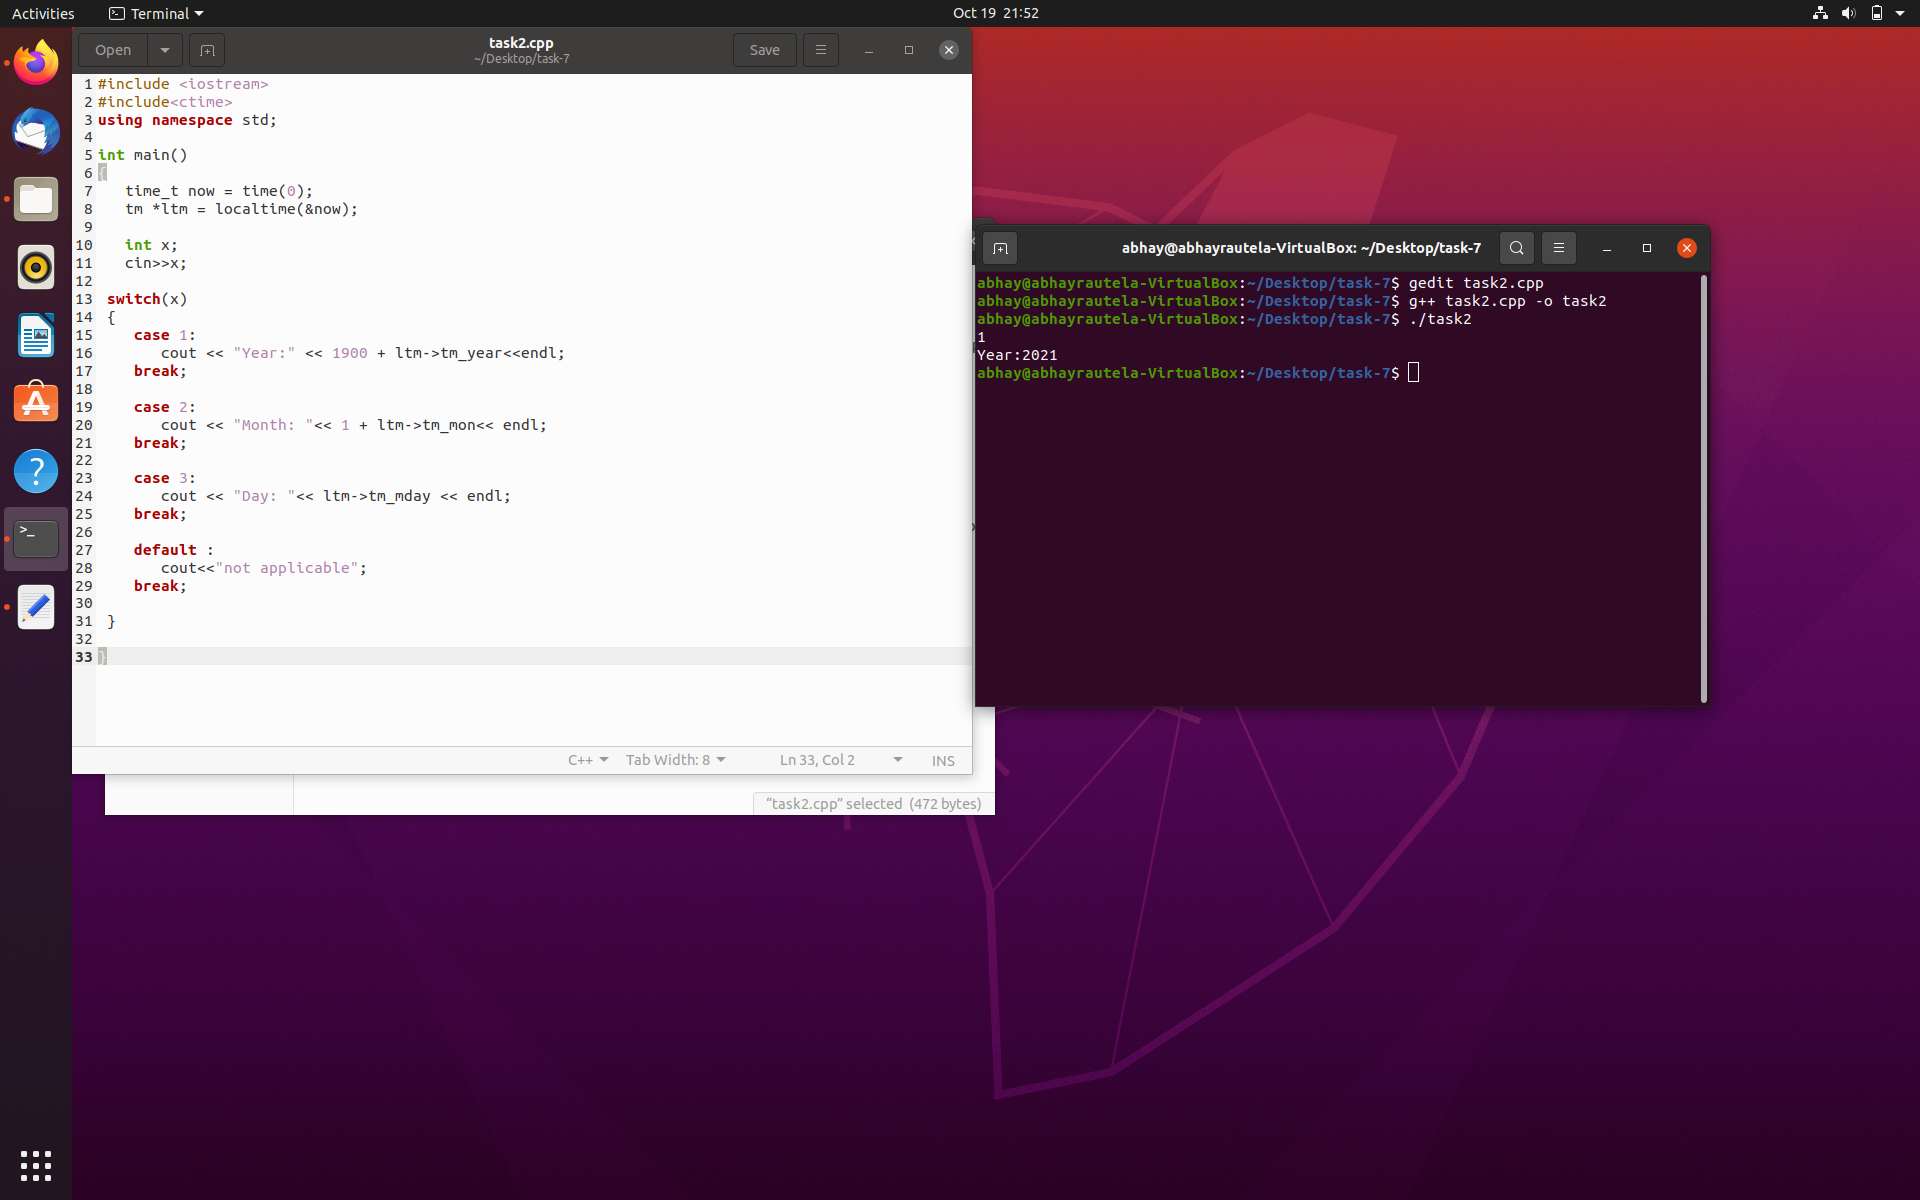 Activities
Terminal
Oct 19 21:52
Open
task2.cpp
~/Desktop/task-7
Save
1 #include <iostream>
2 #include<ctime>
3 using namespace std;
4
5 int main()
6 {
7 time_t now = time(0);
8 tm *ltm = localtime(&now);
9
10 int x;
11 cin>>x;
12
13 switch(x)
14 {
15 case 1:
16 cout << "Year:" << 1900 + ltm->tm_year<<endl;
17 break;
18
19 case 2:
20 cout << "Month: "<< 1 + ltm->tm_mon<< endl;
21 break;
22
23 case 3:
24 cout << "Day: "<< ltm->tm_mday << endl;
25 break;
26
27 default :
28 cout<<"not applicable";
29 break;
30
31 }
32
33 }
C++
Tab Width: 8
Ln 33, Col 2
INS
“task2.cpp” selected (472 bytes)
abhay@abhayrautela-VirtualBox: ~/Desktop/task-7
abhay@abhayrautela-VirtualBox:~/Desktop/task-7$ gedit task2.cpp
abhay@abhayrautela-VirtualBox:~/Desktop/task-7$ g++ task2.cpp -o task2
abhay@abhayrautela-VirtualBox:~/Desktop/task-7$ ./task2
1
Year:2021
abhay@abhayrautela-VirtualBox:~/Desktop/task-7$